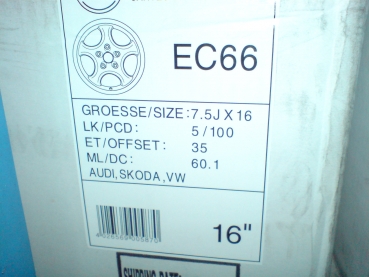 EC66
GROESSE/SIZE: 7.5J X 16
LK/PCD: 5/100
ET/OFFSET: 35
ML/DC: 60.1
AUDI, SKODA, VW
16"